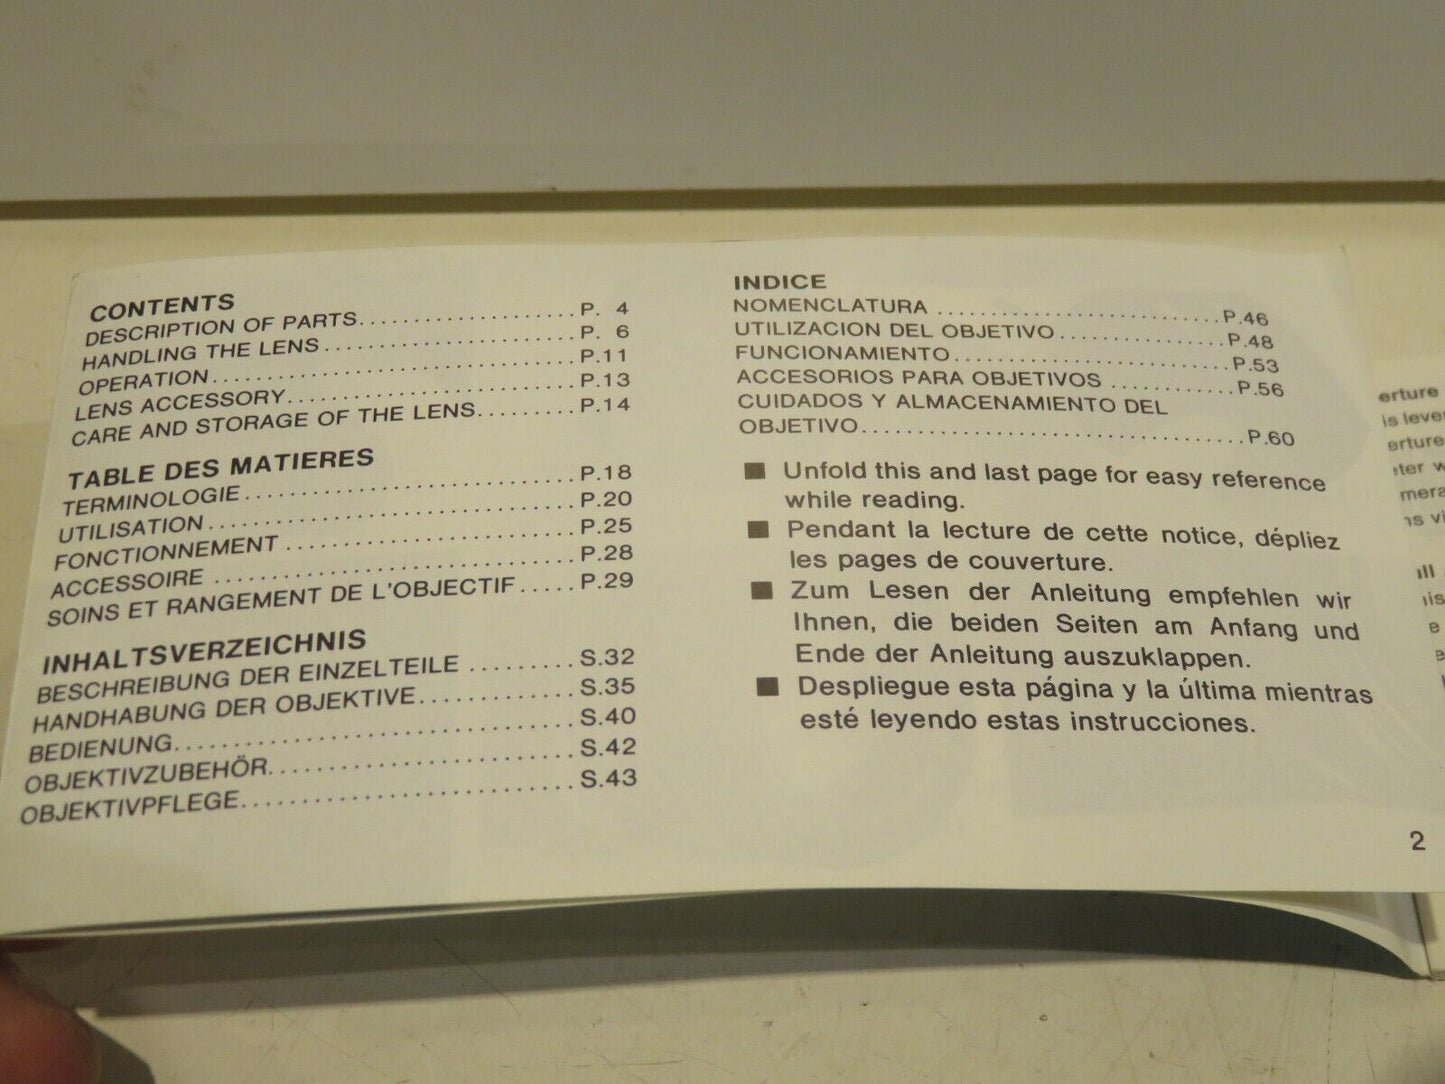 CONTENTS
DESCRIPTION OF PARTS.................... P. 4
HANDLING THE LENS....................... P. 6
OPERATION................................. P.11
LENS ACCESSORY.......................... P.13
CARE AND STORAGE OF THE LENS......... P.14
TABLE DES MATIERES
TERMINOLOGIE............................. P.18
UTILISATION................................ P.20
FONCTIONNEMENT......................... P.25
ACCESSOIRE ............................... P.28
SOINS ET RANGEMENT DE L'OBJECTIF..... P.29
INHALTSVERZEICHNIS
BESCHREIBUNG DER EINZELTEILE ......... S.32
HANDHABUNG DER OBJEKTIVE............. S.35
BEDIENUNG................................. S.40
OBJEKTIVZUBEHÖR......................... S.42
OBJEKTIVPFLEGE........................... S.43
INDICE
NOMENCLATURA ........................... P.46
UTILIZACION DEL OBJETIVO................ P.48
FUNCIONAMIENTO.......................... P.53
ACCESORIOS PARA OBJETIVOS ............ P.56
CUIDADOS Y ALMACENAMIENTO DEL
OBJETIVO.................................... P.60
■ Unfold this and last page for easy reference
while reading.
■ Pendant la lecture de cette notice, dépliez
les pages de couverture.
■ Zum Lesen der Anleitung empfehlen wir
Ihnen, die beiden Seiten am Anfang und
Ende der Anleitung auszuklappen.
■ Despliegue esta página y la última mientras
esté leyendo estas instrucciones.
2